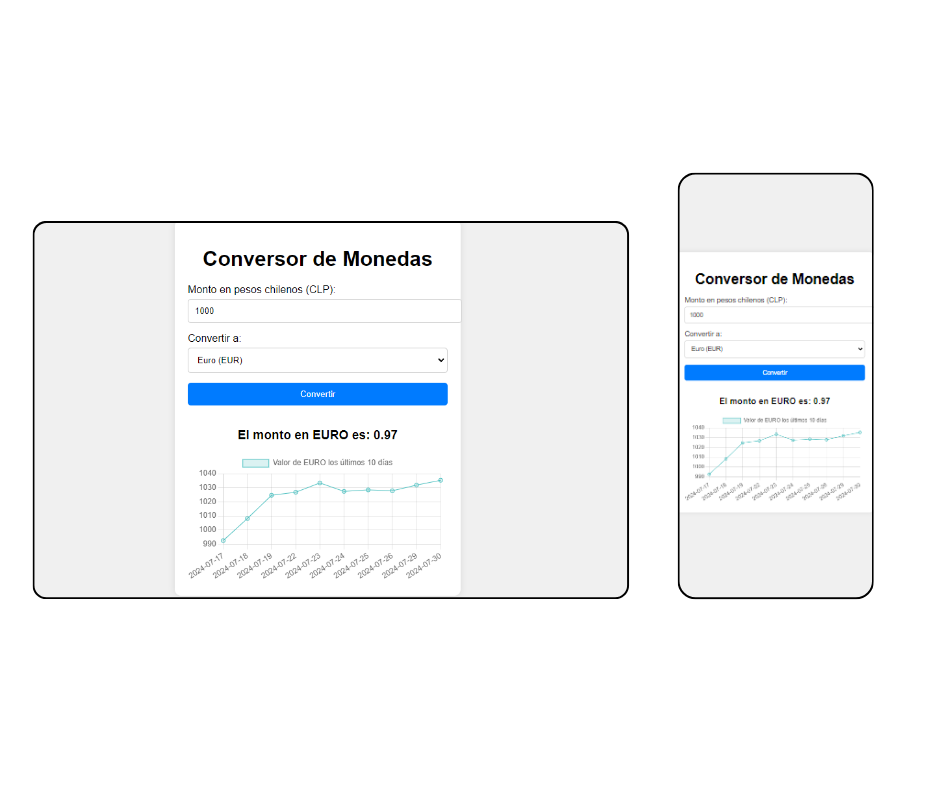 Conversor de Monedas
Monto en pesos chilenos (CLP):
1000
Convertir a:
Euro (EUR)
Convertir
El monto en EURO es: 0.97
Valor de EURO los últimos 10 días
1040
1030
1020
1010
1000
990
2024-07-17
2024-07-18
2024-07-19
2024-07-22
2024-07-23
2024-07-24
2024-07-25
2024-07-26
2024-07-29
2024-07-30
Conversor de Monedas
Monto en pesos chilenos (CLP):
1000
Convertir a:
Euro (EUR)
Convertir
El monto en EURO es: 0.97
Valor de EURO los últimos 10 días
1040
1030
1020
1010
1000
990
2024-07-17
2024-07-18
2024-07-19
2024-07-22
2024-07-23
2024-07-24
2024-07-25
2024-07-26
2024-07-29
2024-07-30